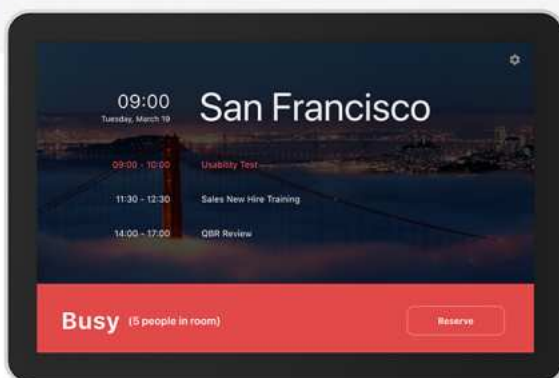 09:00
Tuesday, March 19
San Francisco
09:00 - 10:00 Usability Test
11:30 - 12:30 Sales New Hire Training
14:00 - 17:00 QBR Review
Busy (5 people in room)
Reserve